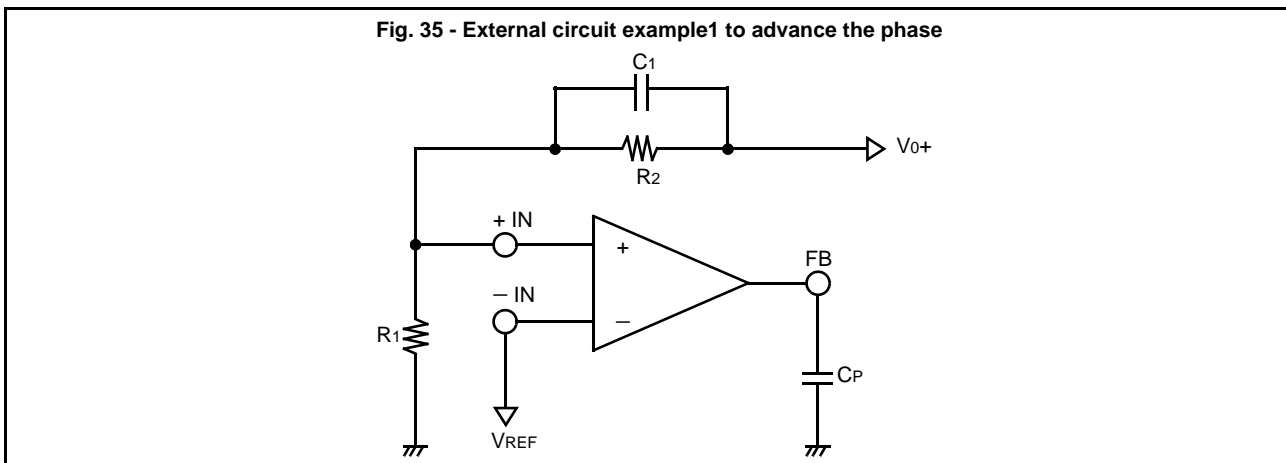 Fig. 35 - External circuit example1 to advance the phase
C1
R2
V0+
+ IN
+
FB
– IN
–
R1
CP
VREF